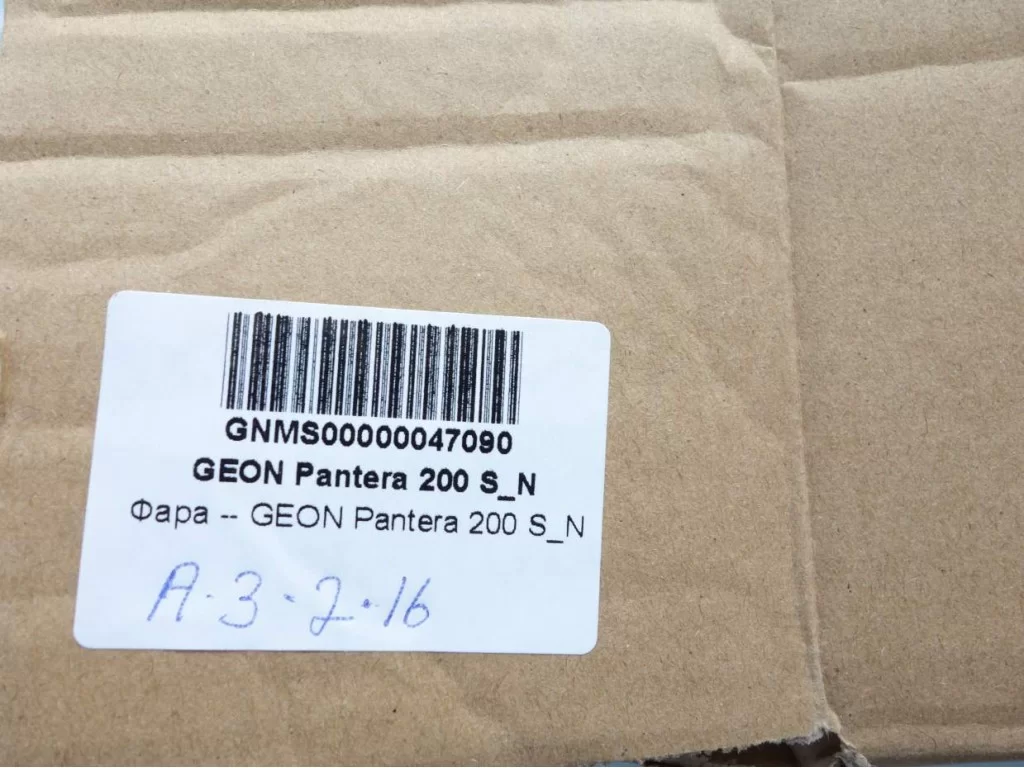 GNMS00000047090
GEON Pantera 200 S_N
Фара -- GEON Pantera 200 S_N
A·3·2·16